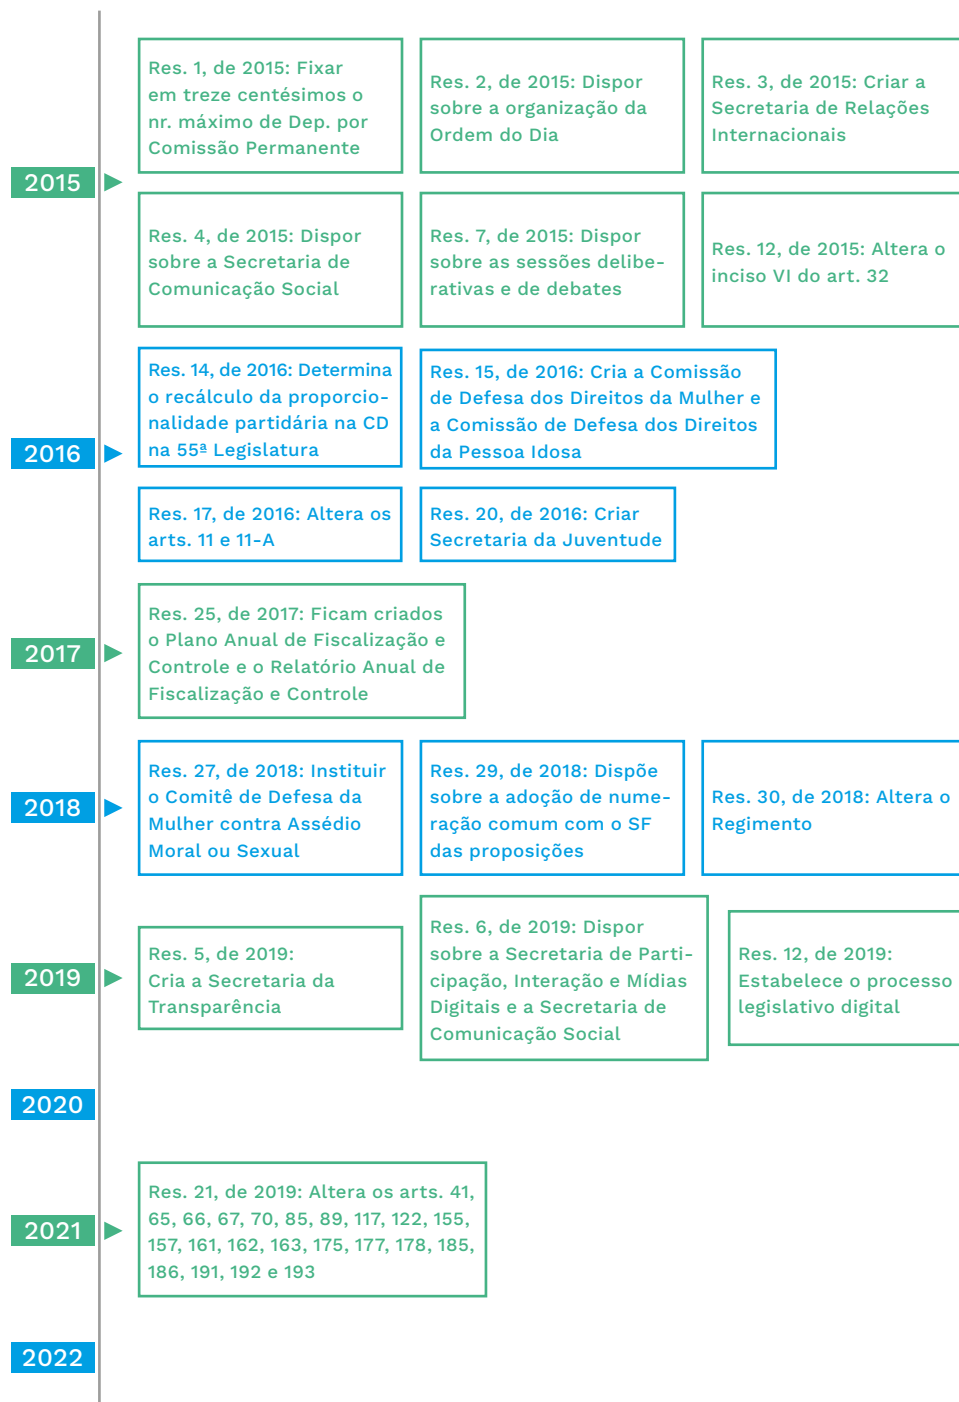 Res. 1, de 2015: Fixar
em treze centésimos o
nr. máximo de Dep. por
Comissão Permanente
Res. 2, de 2015: Dispor
sobre a organização da
Ordem do Dia
Res. 3, de 2015: Criar a
Secretaria de Relações
Internacionais
2015
Res. 4, de 2015: Dispor
sobre a Secretaria de
Comunicação Social
Res. 7, de 2015: Dispor
sobre as sessões delibe-
rativas e de debates
Res. 12, de 2015: Altera o
inciso VI do art. 32
Res. 14, de 2016: Determina
o recálculo da proporcio-
nalidade partidária na CD
na 55ª Legislatura
Res. 15, de 2016: Cria a Comissão
de Defesa dos Direitos da Mulher e
a Comissão de Defesa dos Direitos
da Pessoa Idosa
2016
Res. 17, de 2016: Altera os
arts. 11 e 11-A
Res. 20, de 2016: Criar
Secretaria da Juventude
2017
Res. 25, de 2017: Ficam criados
o Plano Anual de Fiscalização e
Controle e o Relatório Anual de
Fiscalização e Controle
2018
Res. 27, de 2018: Instituir
o Comitê de Defesa da
Mulher contra Assédio
Moral ou Sexual
Res. 29, de 2018: Dispõe
sobre a adoção de nume-
ração comum com o SF
das proposições
Res. 30, de 2018: Altera o
Regimento
2019
Res. 5, de 2019:
Cria a Secretaria da
Transparência
Res. 6, de 2019: Dispor
sobre a Secretaria de Parti-
cipação, Interação e Mídias
Digitais e a Secretaria de
Comunicação Social
Res. 12, de 2019:
Estabelece o processo
legislativo digital
2020
2021
Res. 21, de 2019: Altera os arts. 41,
65, 66, 67, 70, 85, 89, 117, 122, 155,
157, 161, 162, 163, 175, 177, 178, 185,
186, 191, 192 e 193
2022